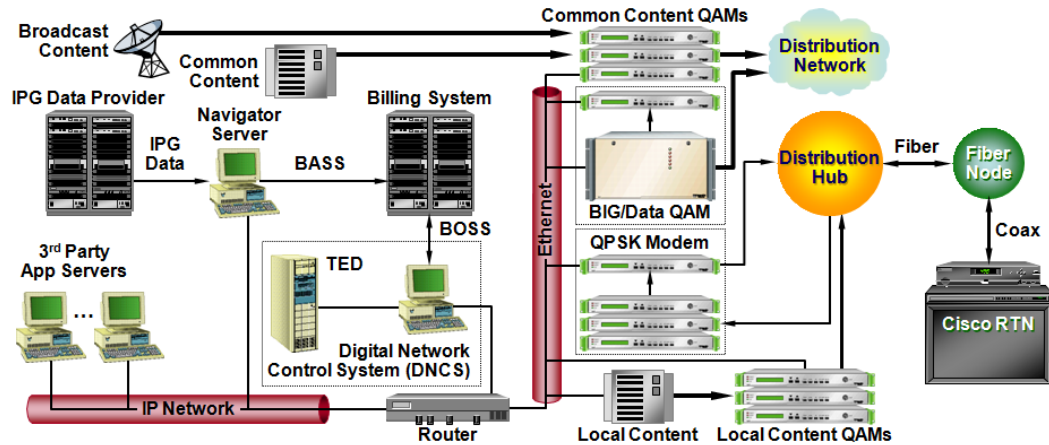 Broadcast
Content
Common Content QAMs
Common
Content
Distribution
Network
IPG Data Provider
Navigator
Server
Billing System
IPG
Data
BASS
Ethernet
BIG/Data QAM
Distribution
Hub
Fiber
Fiber
Node
BOSS
QPSK Modem
Coax
3rd Party
App Servers
...
TED
Digital Network
Control System (DNCS)
Cisco RTN
IP Network
Router
Local Content
Local Content QAMs